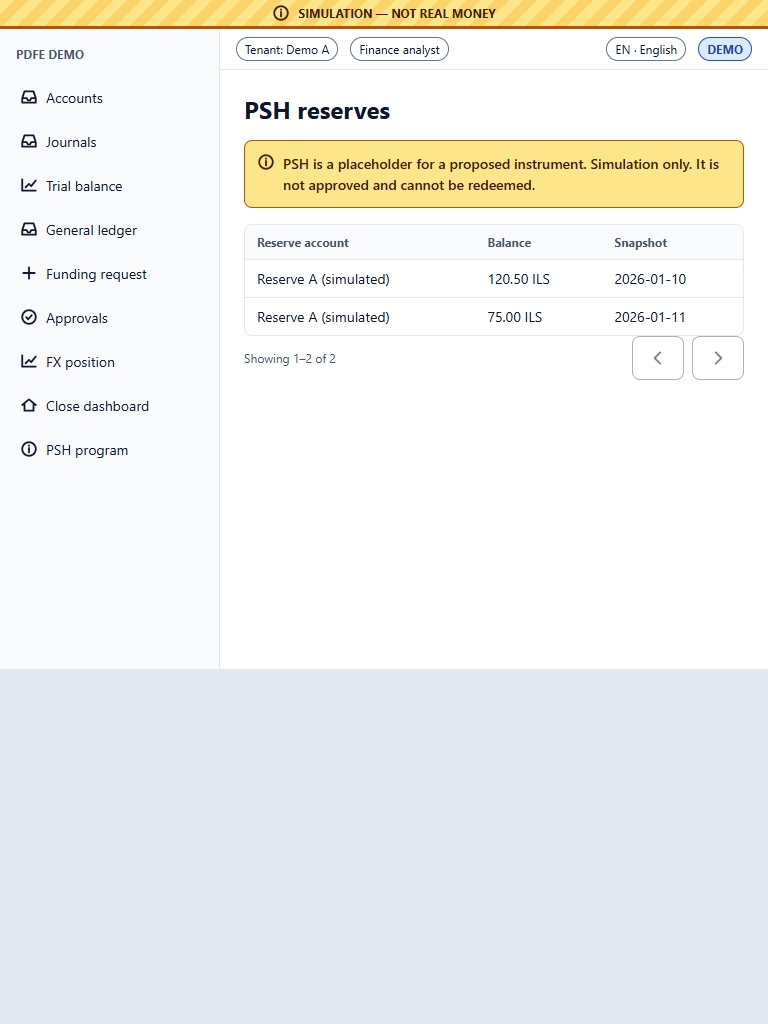 SIMULATION — NOT REAL MONEY
PDFE DEMO
Accounts
Journals
Trial balance
General ledger
Funding request
Approvals
FX position
Close dashboard
PSH program
Tenant: Demo A
Finance analyst
EN · English
DEMO
PSH reserves
PSH is a placeholder for a proposed instrument. Simulation only. It is
not approved and cannot be redeemed.
Reserve account Balance Snapshot
Reserve A (simulated) 120.50 ILS 2026-01-10
Reserve A (simulated) 75.00 ILS 2026-01-11
Showing 1–2 of 2